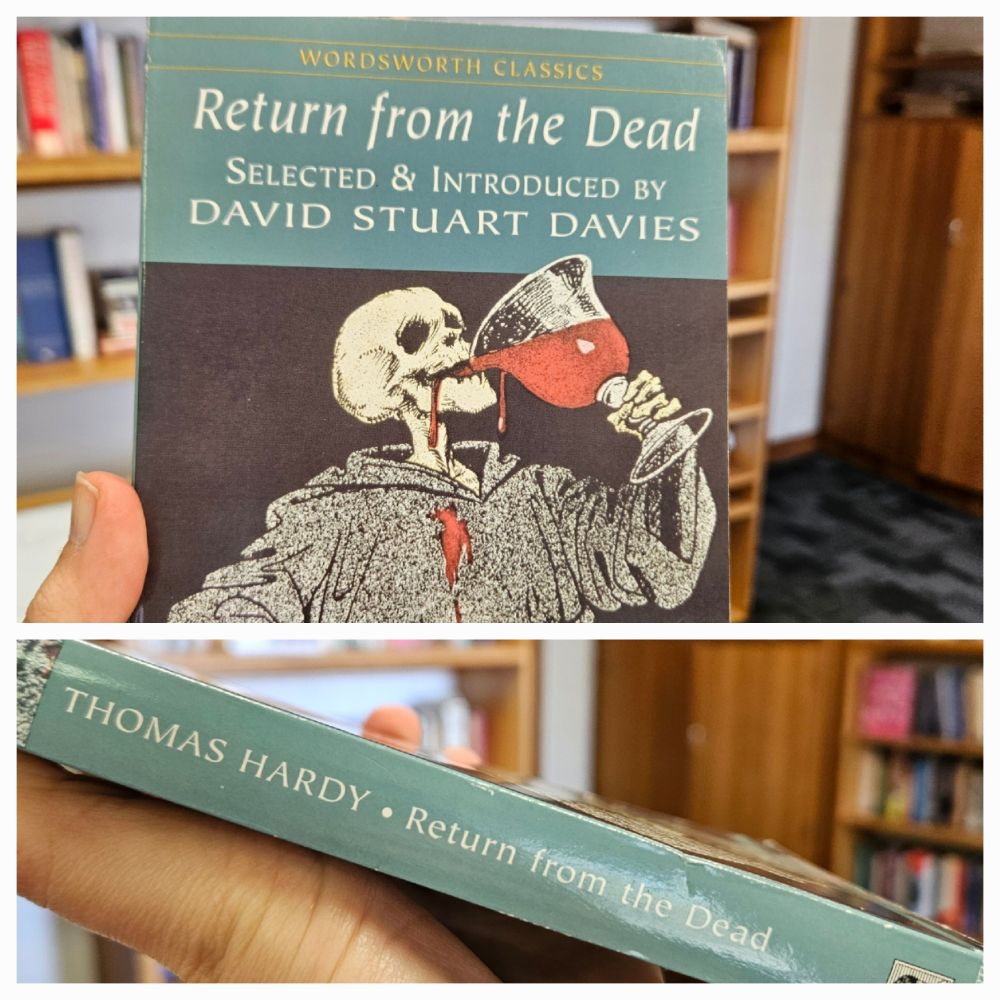 WORDSWORTH CLASSICS
Return from the Dead
SELECTED & INTRODUCED BY
DAVID STUART DAVIES
THOMAS HARDY • Return from the Dead